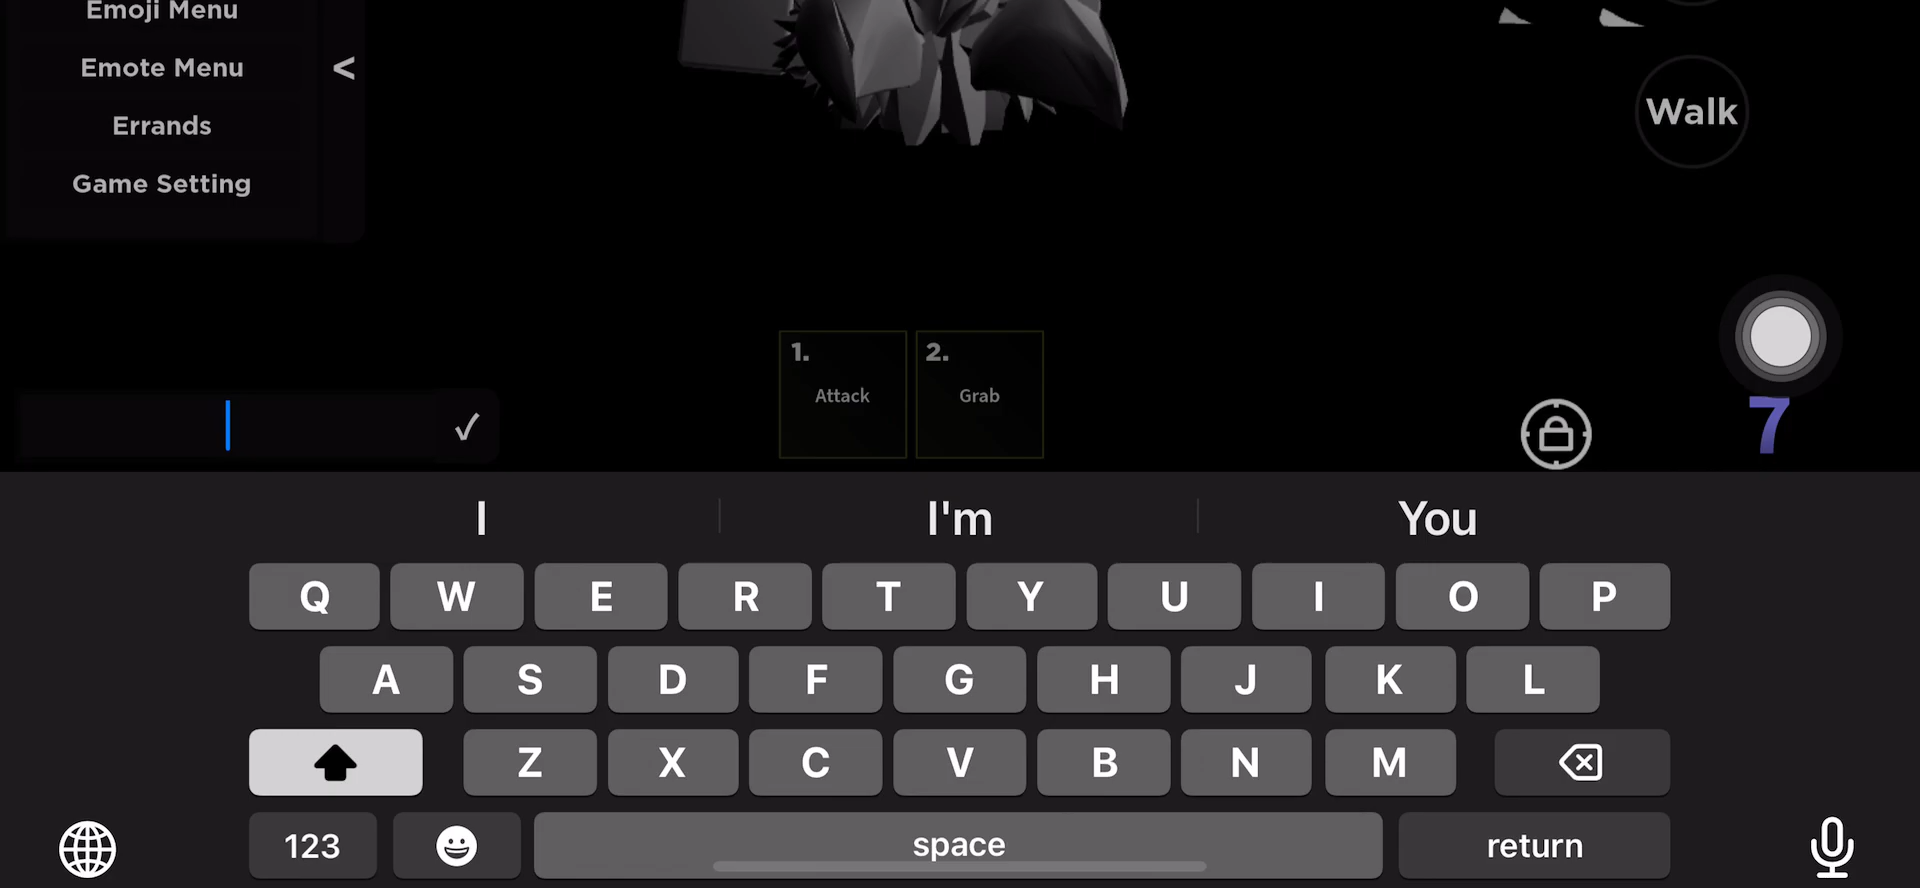 Emoji Menu
Emote Menu
<
Errands
Game Setting
Walk
1.
Attack
2.
Grab
7
I
I'm
You
Q W E R T Y U I O P
A S D F G H J K L
Z X C V B N M
123
space
return